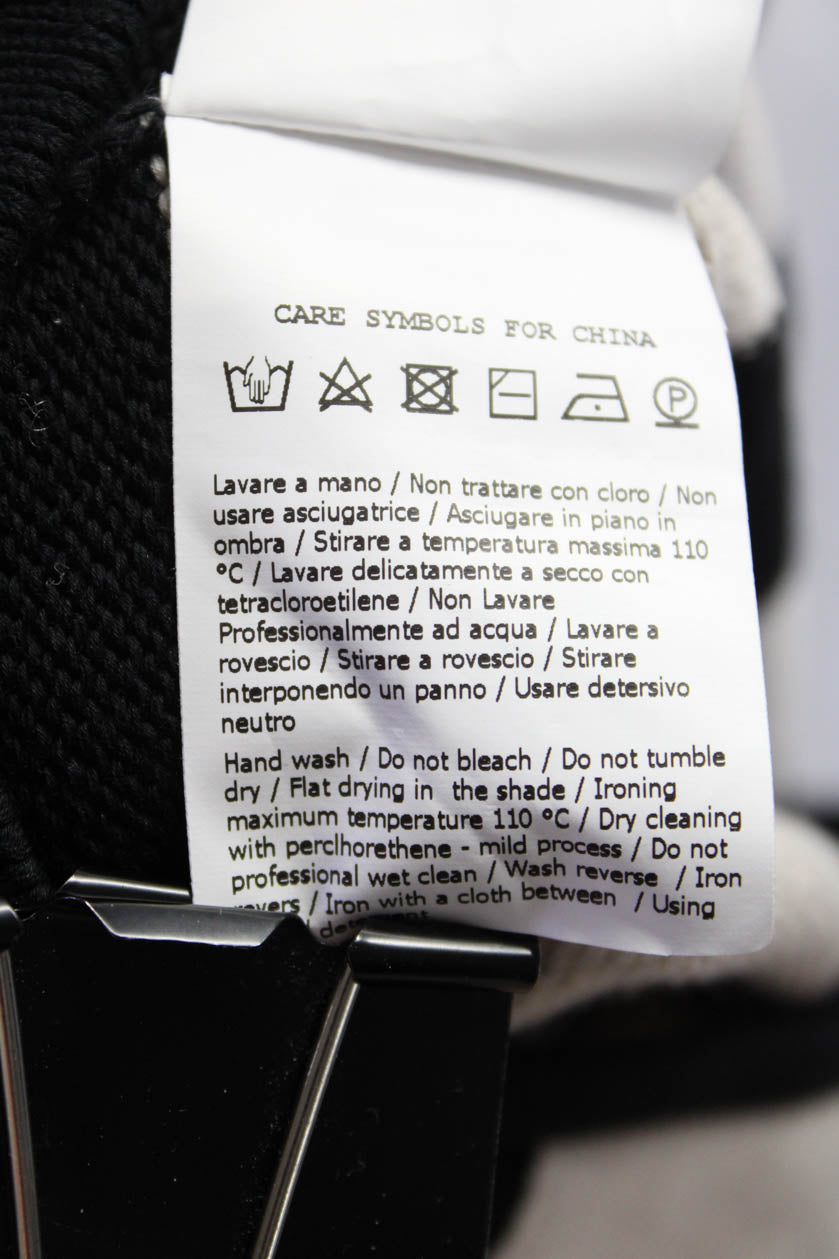 CARE SYMBOLS FOR CHINA
P
Lavare a mano / Non trattare con cloro / Non
usare asciugatrice / Asciugare in piano in
ombra / Stirare a temperatura massima 110
°C / Lavare delicatamente a secco con
tetracloroetilene / Non Lavare
Professionalmente ad acqua / Lavare a
rovescio / Stirare a rovescio / Stirare
interponendo un panno / Usare detersivo
neutro
Hand wash / Do not bleach / Do not tumble
dry / Flat drying in the shade / Ironing
maximum temperature 110 °C / Dry cleaning
with perclhorethene - mild process / Do not
professional wet clean / Wash reverse / Iron
/ Iron with a cloth between / Using